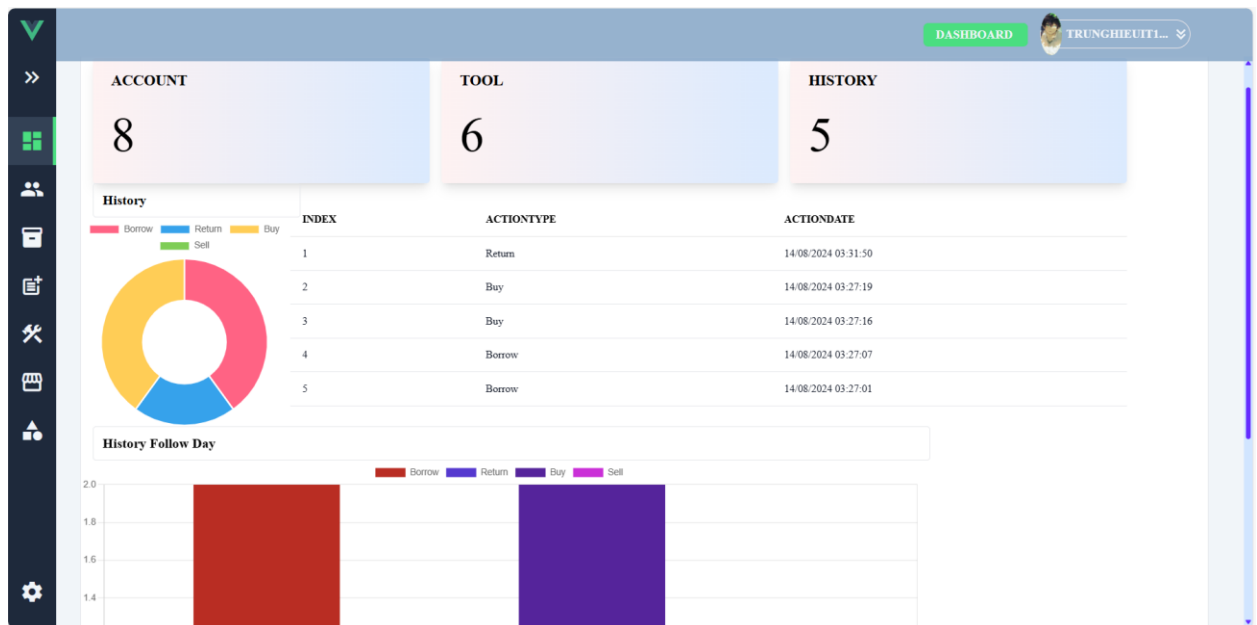 DASHBOARD TRUNGHIEUIT1...
ACCOUNT TOOL HISTORY
8 6 5
History
Borrow Return Buy
Sell
INDEX ACTIONTYPE ACTIONDATE
1 Return 14/08/2024 03:31:50
2 Buy 14/08/2024 03:27:19
3 Buy 14/08/2024 03:27:16
4 Borrow 14/08/2024 03:27:07
5 Borrow 14/08/2024 03:27:01
History Follow Day
Borrow Return Buy Sell
2.0
1.8
1.6
1.4